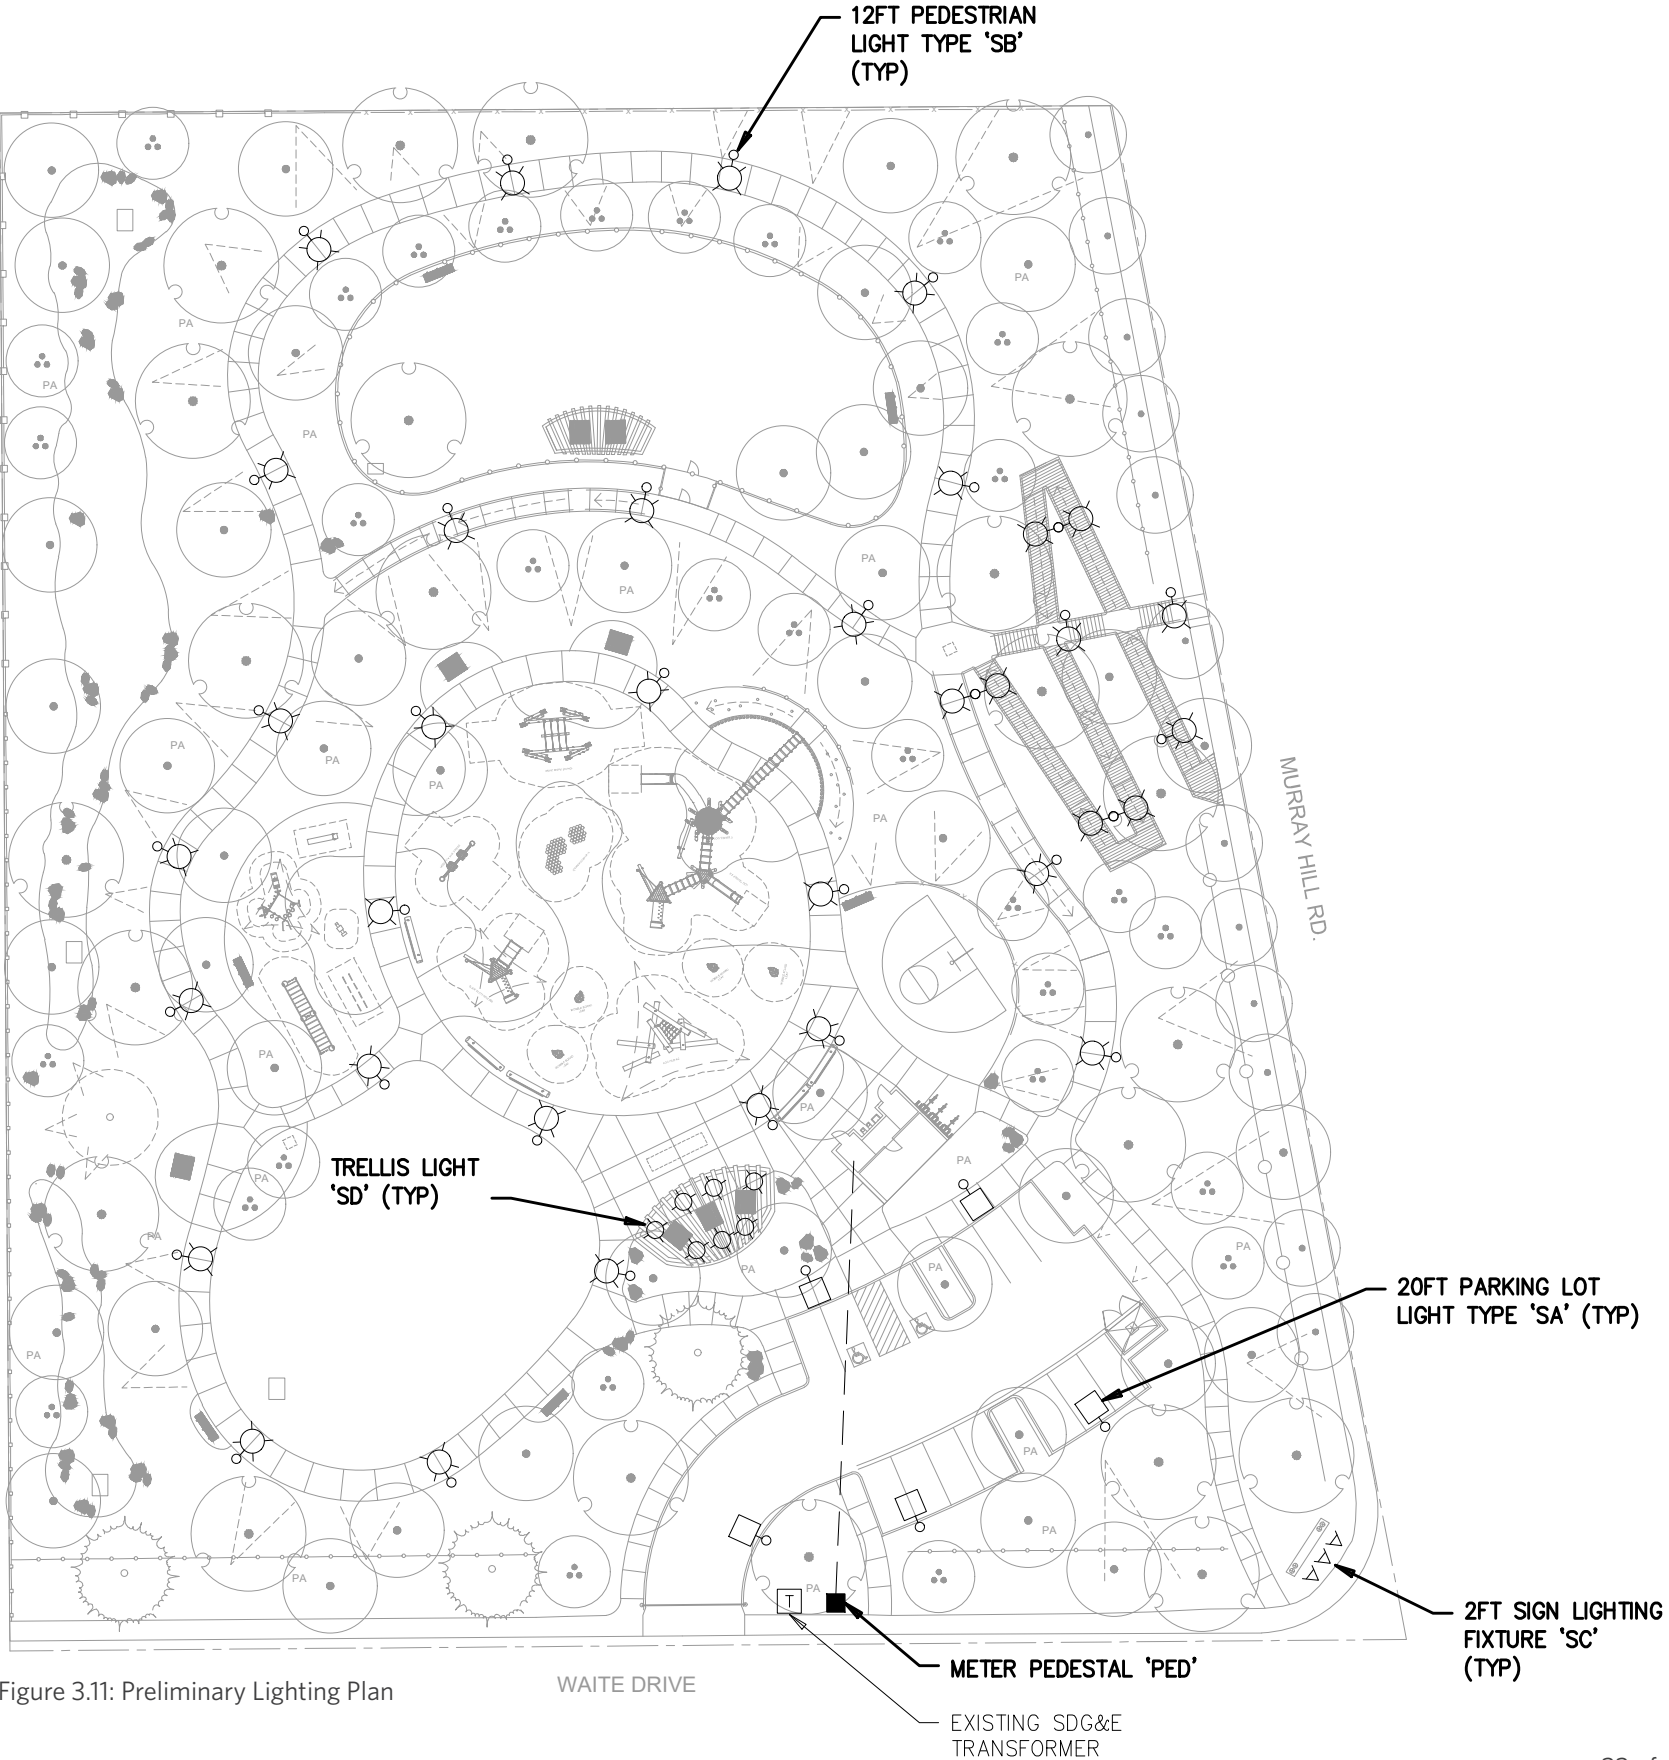 12FT PEDESTRIAN
LIGHT TYPE ‘SB’
(TYP)
PA
PA
PA
PA
PA
PA
PA
PA
PA
PA
MURRAY HILL RD.
PA
PA
PA
TRELLIS LIGHT
‘SD’ (TYP)
PA
PA
PA
PA
PA
PA
20FT PARKING LOT
LIGHT TYPE ‘SA’ (TYP)
PA
PA
PA
PA
PA
T
2FT SIGN LIGHTING
FIXTURE ‘SC’
(TYP)
METER PEDESTAL ‘PED’
WAITE DRIVE
Figure 3.11: Preliminary Lighting Plan
EXISTING SDG&E
TRANSFORMER